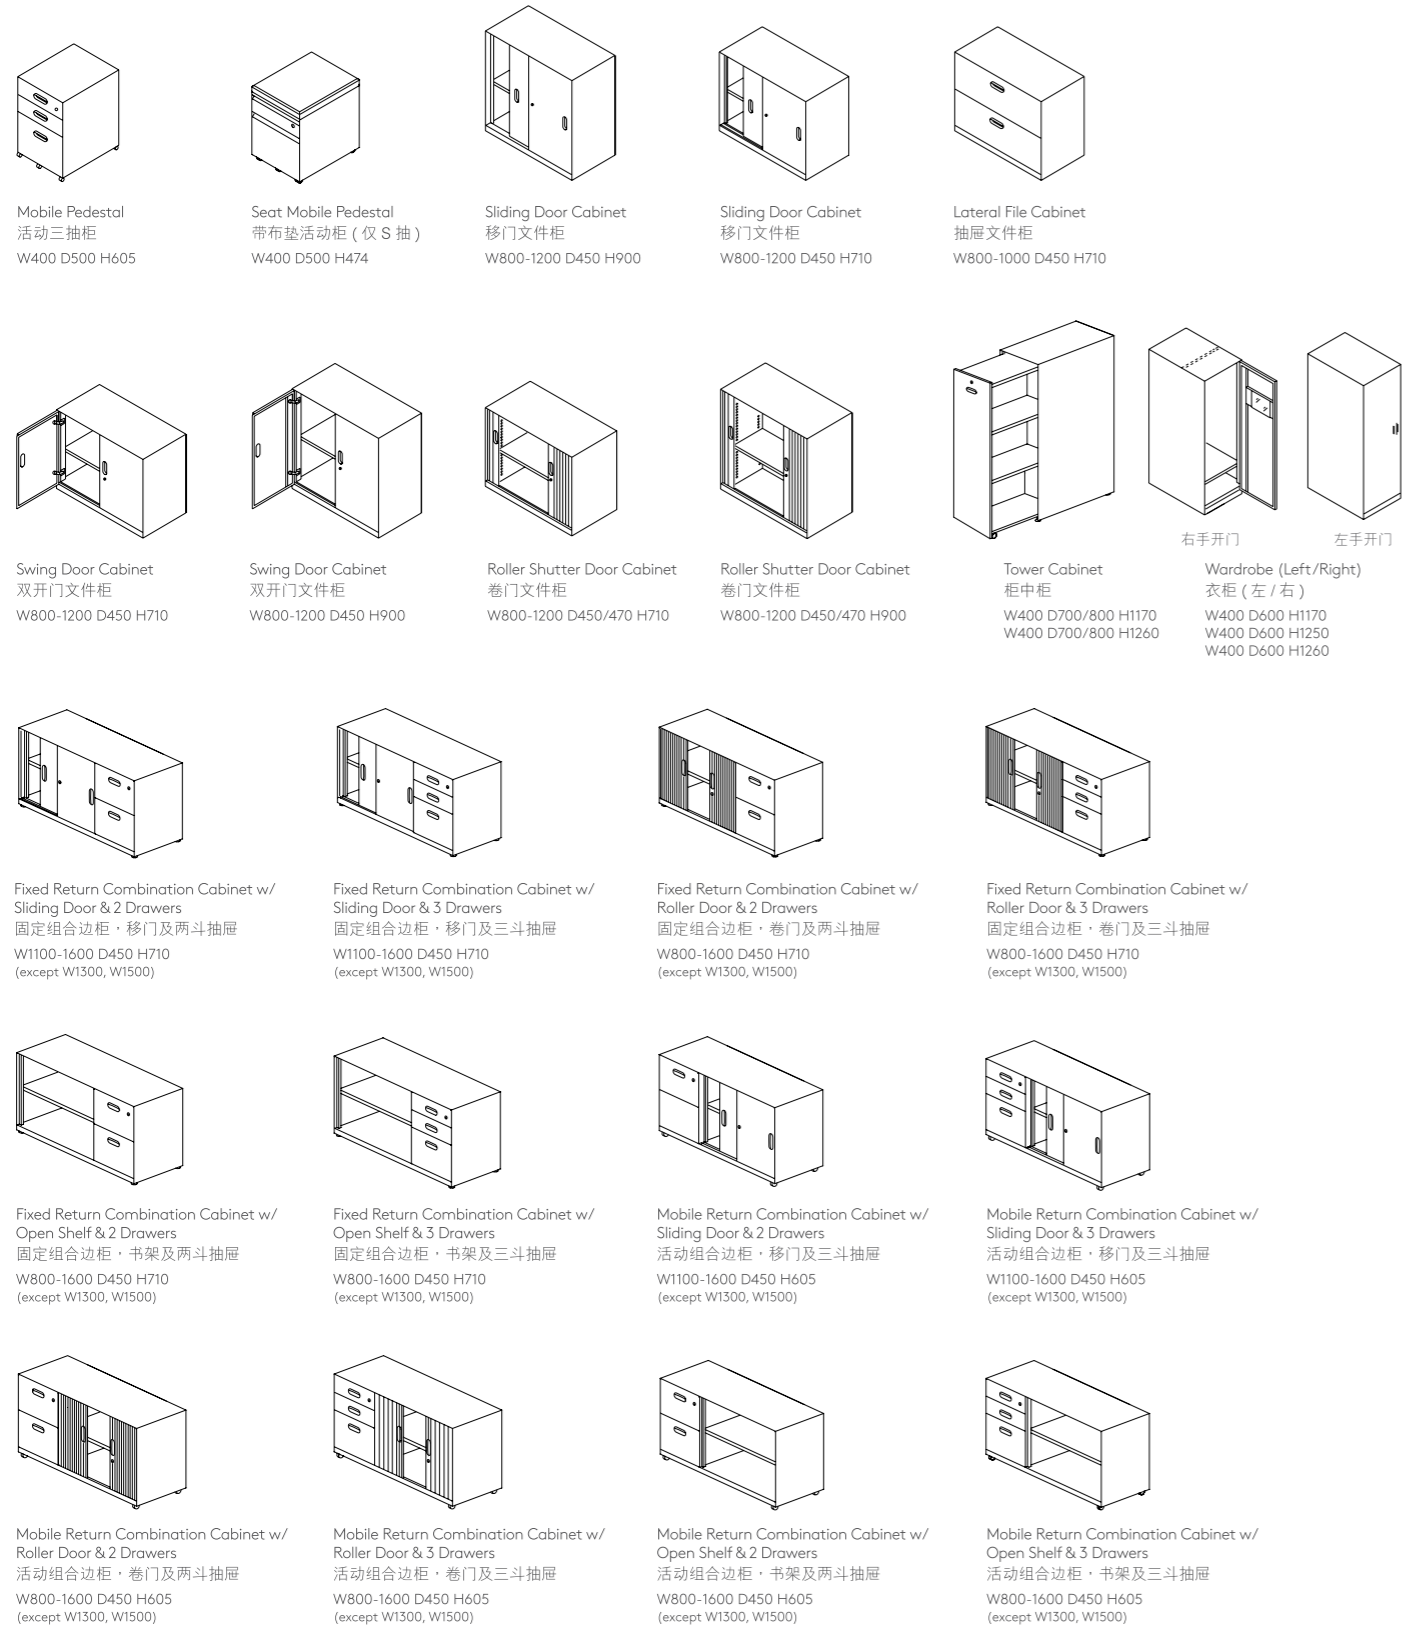 Mobile Pedestal
活动三抽柜
W400 D500 H605
Seat Mobile Pedestal
带布垫活动柜 ( 仅 S 抽 )
W400 D500 H474
Sliding Door Cabinet
移门文件柜
W800-1200 D450 H900
Sliding Door Cabinet
移门文件柜
W800-1200 D450 H710
Lateral File Cabinet
抽屉文件柜
W800-1000 D450 H710
Swing Door Cabinet
双开门文件柜
W800-1200 D450 H710
Swing Door Cabinet
双开门文件柜
W800-1200 D450 H900
Roller Shutter Door Cabinet
卷门文件柜
W800-1200 D450/470 H710
Roller Shutter Door Cabinet
卷门文件柜
W800-1200 D450/470 H900
Tower Cabinet
柜中柜
W400 D700/800 H1170
W400 D700/800 H1260
右手开门
左手开门
Wardrobe (Left/Right)
衣柜 ( 左 / 右 )
W400 D600 H1170
W400 D600 H1250
W400 D600 H1260
Fixed Return Combination Cabinet w/
Sliding Door & 2 Drawers
固定组合边柜，移门及两斗抽屉
W1100-1600 D450 H710
(except W1300, W1500)
Fixed Return Combination Cabinet w/
Sliding Door & 3 Drawers
固定组合边柜，移门及三斗抽屉
W1100-1600 D450 H710
(except W1300, W1500)
Fixed Return Combination Cabinet w/
Roller Door & 2 Drawers
固定组合边柜，卷门及两斗抽屉
W800-1600 D450 H710
(except W1300, W1500)
Fixed Return Combination Cabinet w/
Roller Door & 3 Drawers
固定组合边柜，卷门及三斗抽屉
W800-1600 D450 H710
(except W1300, W1500)
Fixed Return Combination Cabinet w/
Open Shelf & 2 Drawers
固定组合边柜，书架及两斗抽屉
W800-1600 D450 H710
(except W1300, W1500)
Fixed Return Combination Cabinet w/
Open Shelf & 3 Drawers
固定组合边柜，书架及三斗抽屉
W800-1600 D450 H710
(except W1300, W1500)
Mobile Return Combination Cabinet w/
Sliding Door & 2 Drawers
活动组合边柜，移门及三斗抽屉
W1100-1600 D450 H605
(except W1300, W1500)
Mobile Return Combination Cabinet w/
Sliding Door & 3 Drawers
活动组合边柜，移门及三斗抽屉
W1100-1600 D450 H605
(except W1300, W1500)
Mobile Return Combination Cabinet w/
Roller Door & 2 Drawers
活动组合边柜，卷门及两斗抽屉
W800-1600 D450 H605
(except W1300, W1500)
Mobile Return Combination Cabinet w/
Roller Door & 3 Drawers
活动组合边柜，卷门及三斗抽屉
W800-1600 D450 H605
(except W1300, W1500)
Mobile Return Combination Cabinet w/
Open Shelf & 2 Drawers
活动组合边柜，书架及两斗抽屉
W800-1600 D450 H605
(except W1300, W1500)
Mobile Return Combination Cabinet w/
Open Shelf & 3 Drawers
活动组合边柜，书架及三斗抽屉
W800-1600 D450 H605
(except W1300, W1500)